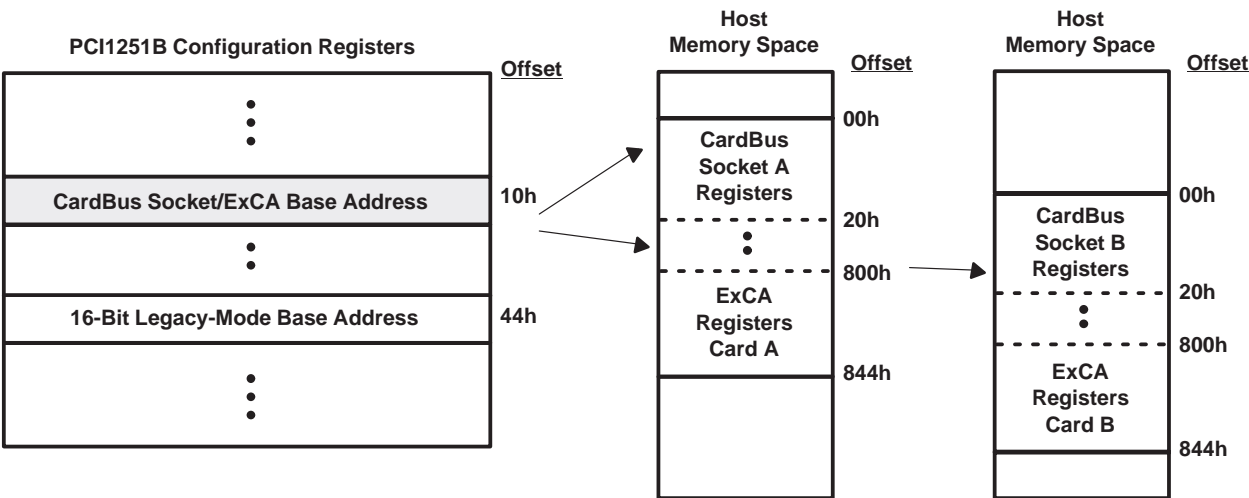 PCI1251B Configuration Registers
Offset
CardBus Socket/ExCA Base Address
10h
16-Bit Legacy-Mode Base Address
44h
Host
Memory Space
Offset
00h
CardBus
Socket A
Registers
20h
800h
ExCA
Registers
Card A
844h
Host
Memory Space
Offset
00h
CardBus
Socket B
Registers
20h
800h
ExCA
Registers
Card B
844h